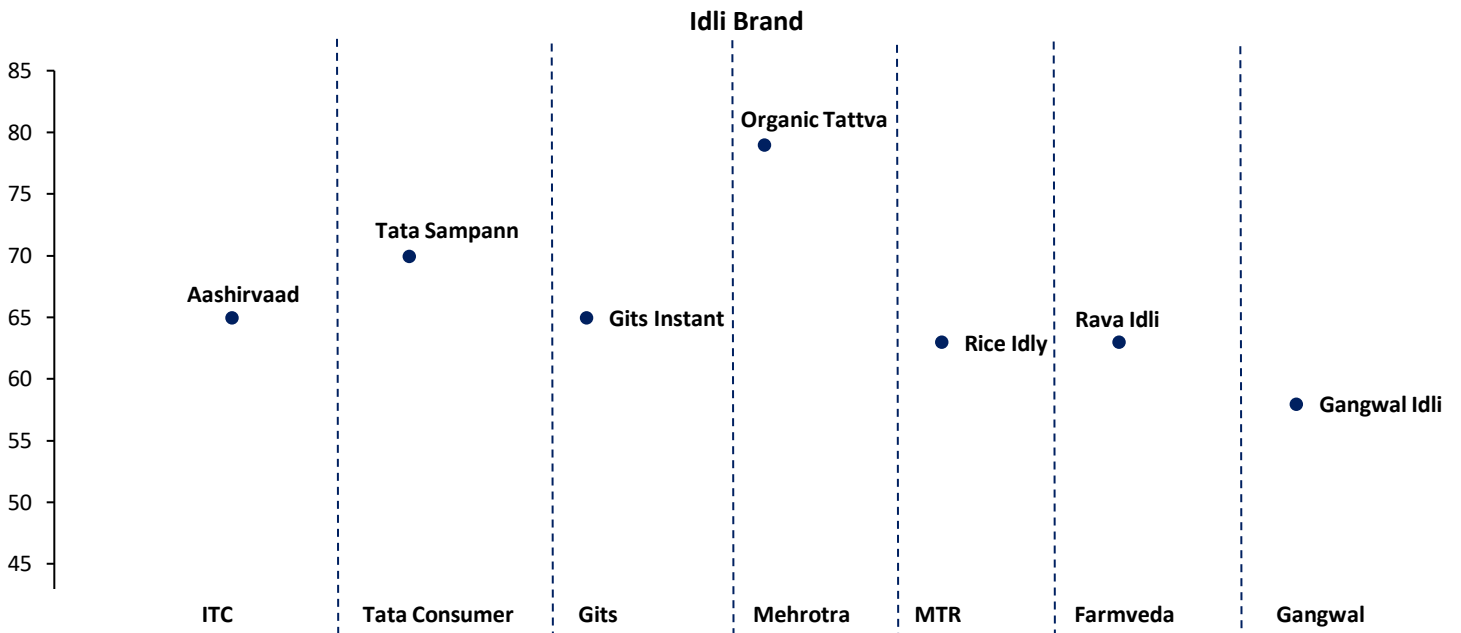 Idli Brand
85
80
75
70
65
60
55
50
45
Organic Tattva
Tata Sampann
Aashirvaad
Gits Instant
Rava Idli
Rice Idly
Gangwal Idli
ITC
Tata Consumer
Gits
Mehrotra
MTR
Farmveda
Gangwal